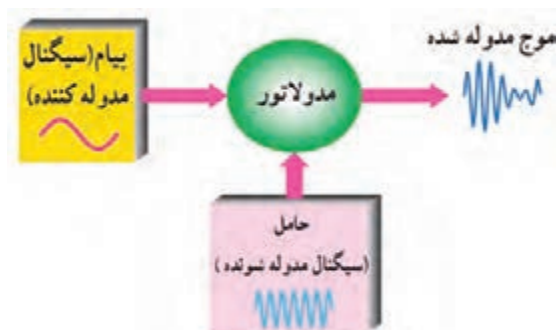 پیام (سیگنال
مدوله کننده)
مدولاتور
موج مدوله شده
حامل
(سیگنال مدوله شونده)